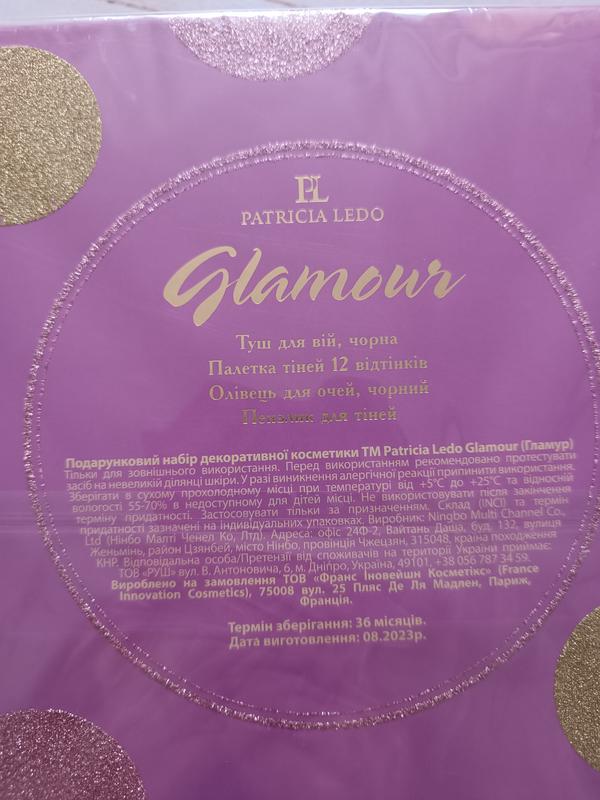 PL
PATRICIA LEDO
Glamour
Туш для вій, чорна
Палетка тіней 12 відтінків
Олівець для очей, чорний
Пензлик для тіней
Подарунковий набір декоративної косметики ТМ Patricia Ledo Glamour (Гламур)
Тільки для зовнішнього використання. Перед використанням рекомендовано протестувати
засіб на невеликій ділянці шкіри. У разі виникнення алергічної реакції припинити використання.
Зберігати в сухому прохолодному місці при температурі від +5°С до +25°С та відносній
вологості 55-70% в недоступному для дітей місці. Не використовувати після закінчення
терміну придатності. Застосовувати тільки за призначенням. Склад (INCI) та термін
придатності зазначені на індивідуальних упаковках. Виробник: Ningbo Multi Channel Co.,
Ltd (Нінбо Малті Ченел Ко, Лтд). Адреса: офіс 240-2, Вайтань Даша, буд. 132, вулиця
Женьмінь, район Цзянбей, місто Нінбо, провінція Чжецзян, 315048, країна походження
КНР. Відповідальна особа/Претензії від споживачів на території України приймає:
ТОВ «РУШ» вул. В. Антоновича, 6, м. Дніпро, Україна, 49101, +38 056 787 34 59.
Вироблено на замовлення ТОВ «Франс Іновейшн Косметікс» (France
Innovation Cosmetics), 75008 вул. 25 Пляс Де Ля Мадлен, Париж,
Франція.
Термін зберігання: 36 місяців.
Дата виготовлення: 08.2023р.